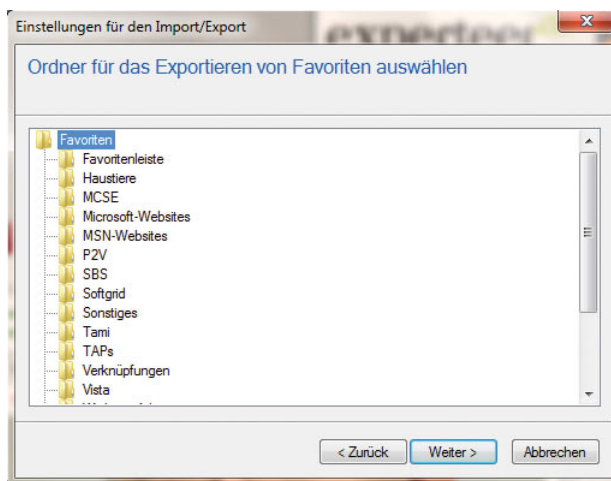 Einstellungen für den Import/Export
experteer
Ordner für das Exportieren von Favoriten auswählen
Favoriten
Favoritenleiste
Haustiere
MCSE
Microsoft-Websites
MSN-Websites
P2V
SBS
Softgrid
Sonstiges
Tami
TAPs
Verknüpfungen
Vista
< Zurück
Weiter >
Abbrechen